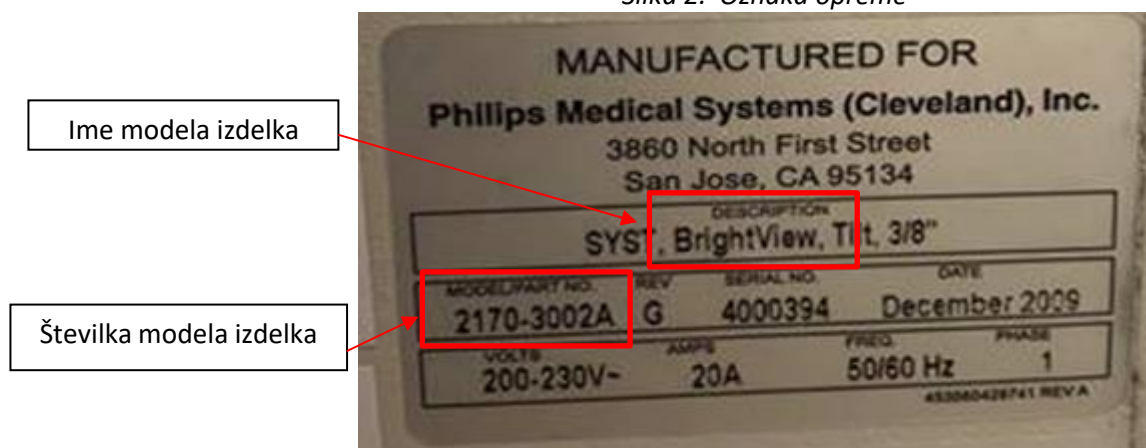 Slika 2. Oznaka opreme
MANUFACTURED FOR
Philips Medical Systems (Cleveland), Inc.
3860 North First Street
San Jose, CA 95134
Ime modela izdelka
DESCRIPTION
SYST, BrightView, Tilt, 3/8"
MODEL/PART NO. REV SERIAL NO. DATE
2170-3002A G 4000394 December 2009
Številka modela izdelka
VOLTS AMPS FREQ. PHASE
200-230V~ 20A 50/60 Hz 1
REV A